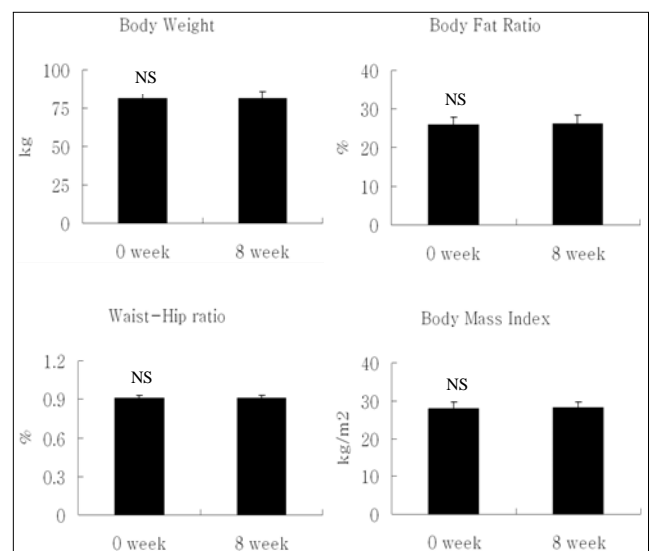 Body Weight
100
75
50
25
0
kg
NS
0 week
8 week
Body Fat Ratio
40
30
20
10
0
%
NS
0 week
8 week
Waist-Hip ratio
1.2
0.9
0.6
0.3
0
%
NS
0 week
8 week
Body Mass Index
40
30
20
10
0
kg/m2
NS
0 week
8 week